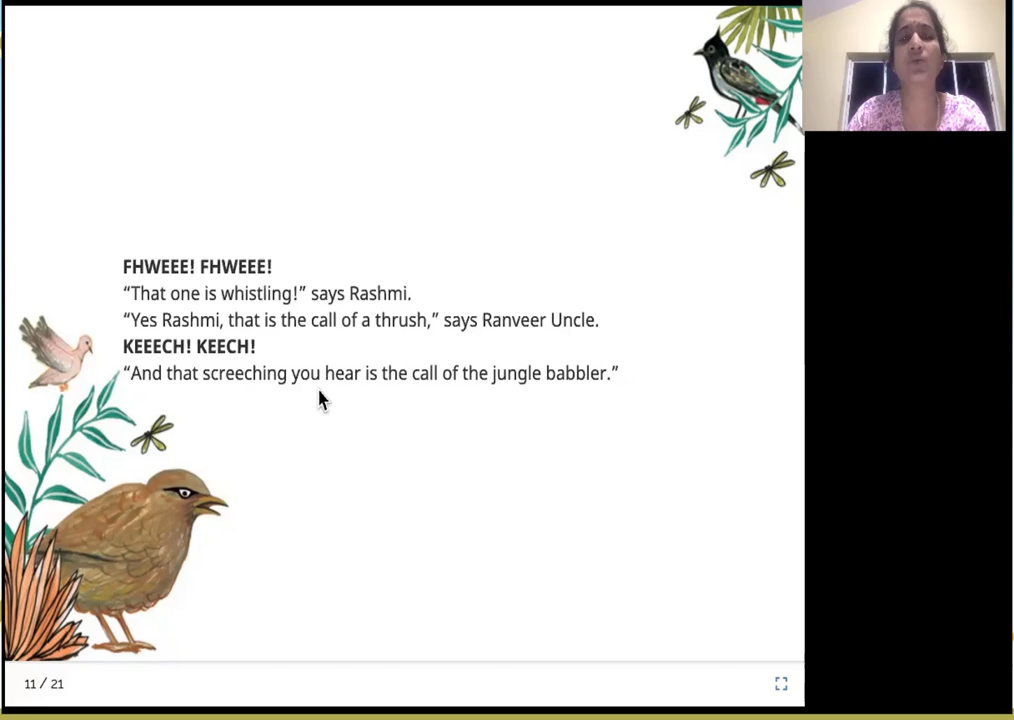 FHWEEE! FHWEEE!
“That one is whistling!” says Rashmi.
“Yes Rashmi, that is the call of a thrush,” says Ranveer Uncle.
KEEECH! KEECH!
“And that screeching you hear is the call of the jungle babbler.”
11 / 21